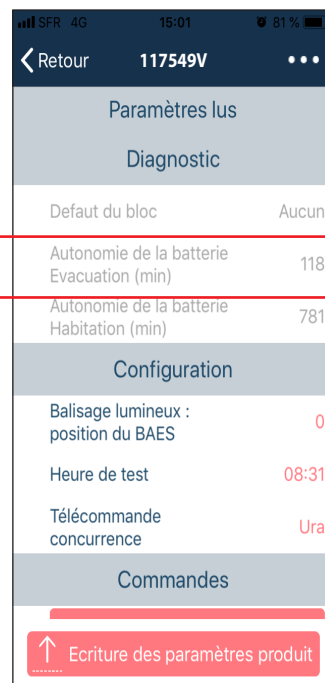 SFR 4G 15:01 81 %
Retour 117549V
Paramètres lus
Diagnostic
Defaut du bloc Aucun
Autonomie de la batterie
Evacuation (min) 118
Autonomie de la batterie
Habitation (min) 781
Configuration
Balisage lumineux :
position du BAES 0
Heure de test 08:31
Télécommande
concurrence Ura
Commandes
Ecriture des paramètres produit